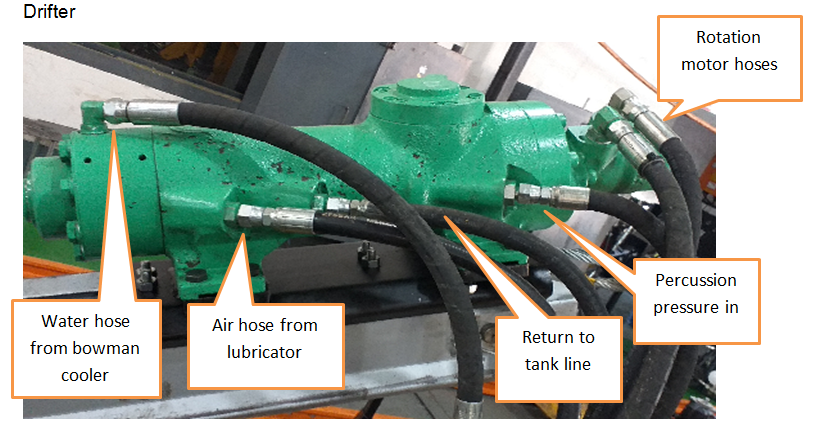 Drifter
Rotation
motor hoses
Water hose
from bowman
cooler
Air hose from
lubricator
Return to
tank line
Percussion
pressure in